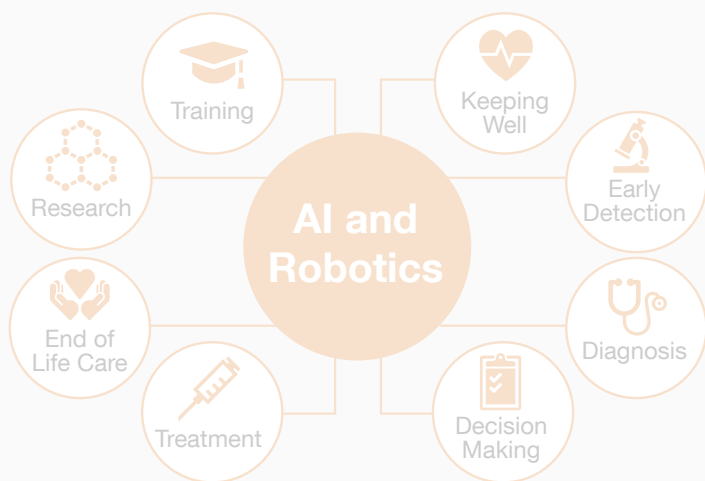 Training
Keeping
Well
Research
AI and
Robotics
Early
Detection
End of
Life Care
Diagnosis
Treatment
Decision
Making